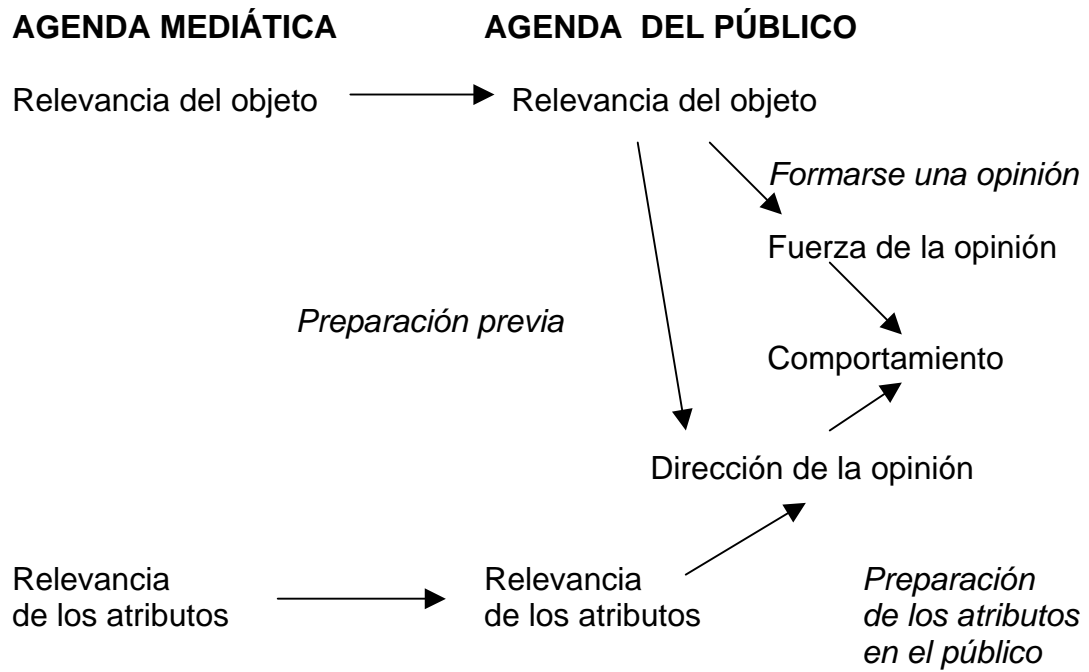 AGENDA MEDIÁTICA AGENDA DEL PÚBLICO
Relevancia del objeto Relevancia del objeto
Formarse una opinión
Fuerza de la opinión
Preparación previa
Comportamiento
Dirección de la opinión
Relevancia
de los atributos
Relevancia
de los atributos
Preparación
de los atributos
en el público